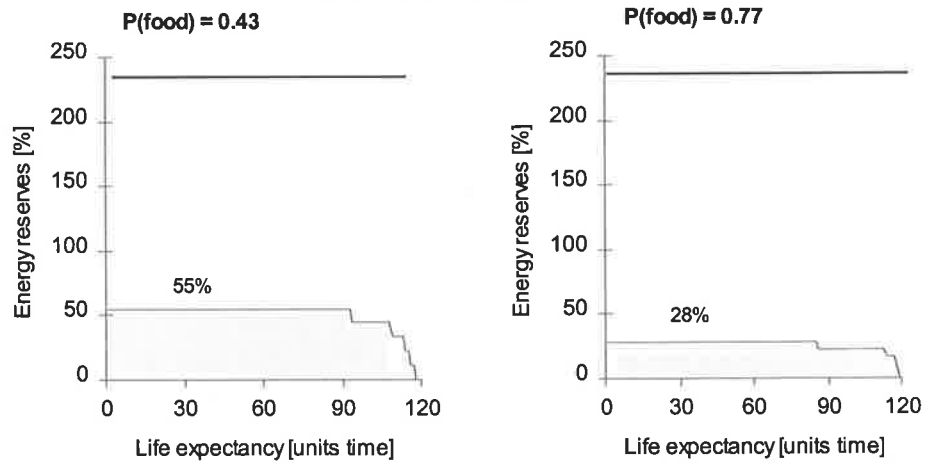 P(food) = 0.43
250
200
150
100
50
0
Energy reserves [%]
55%
0 30 60 90 120
Life expectancy [units time]
P(food) = 0.77
250
200
150
100
50
0
Energy reserves [%]
28%
0 30 60 90 120
Life expectancy [units time]